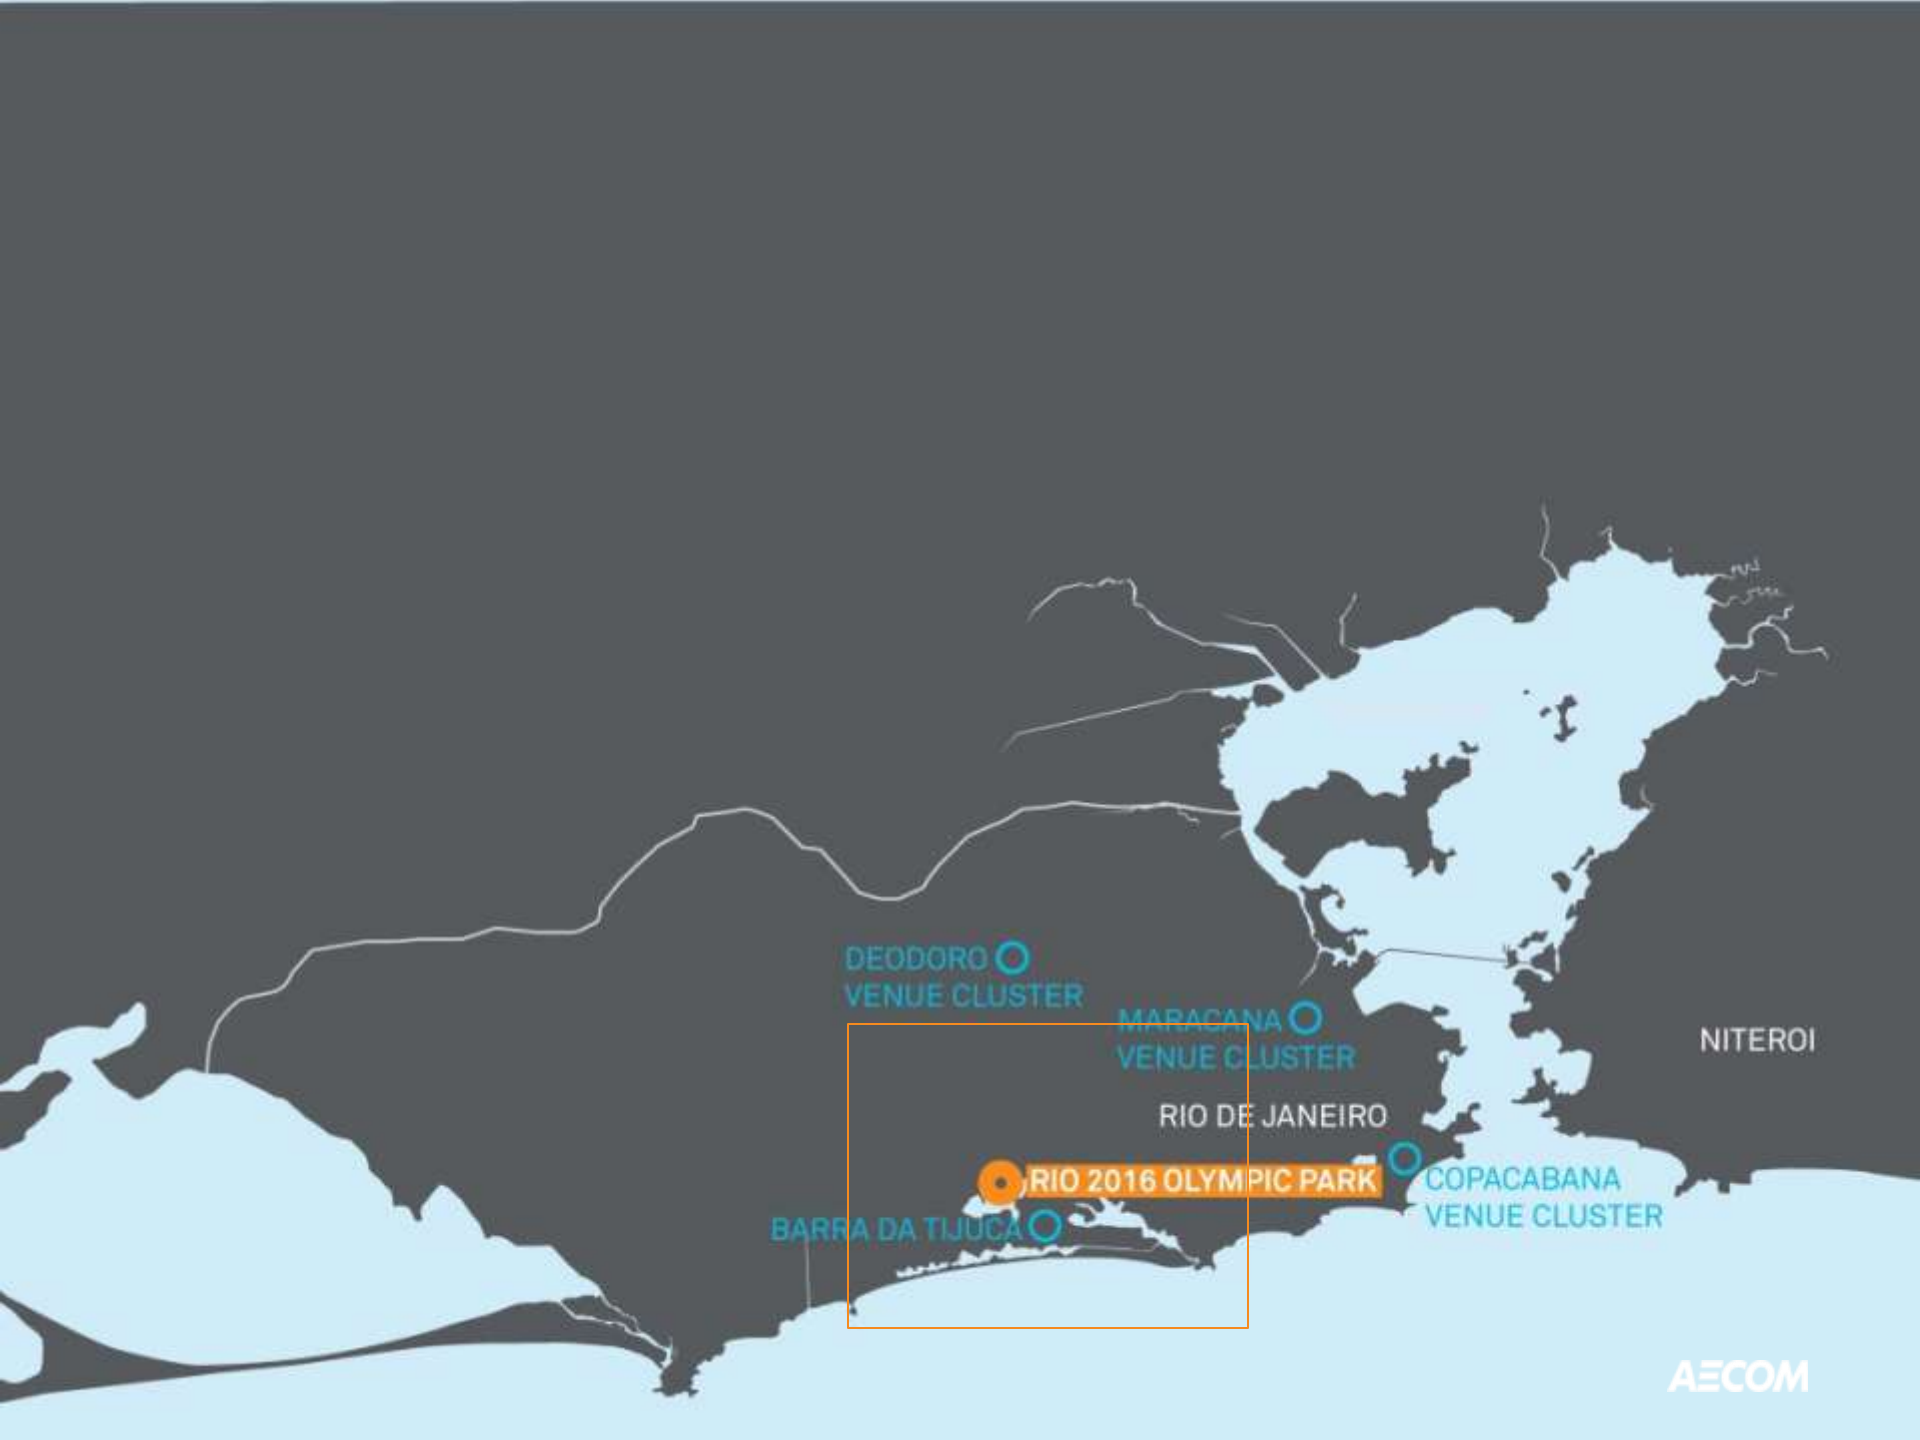 DEODORO
VENUE CLUSTER
MARACANA
VENUE CLUSTER
NITEROI
RIO DE JANEIRO
RIO 2016 OLYMPIC PARK
COPACABANA
VENUE CLUSTER
BARRA DA TIJUCA
AECOM